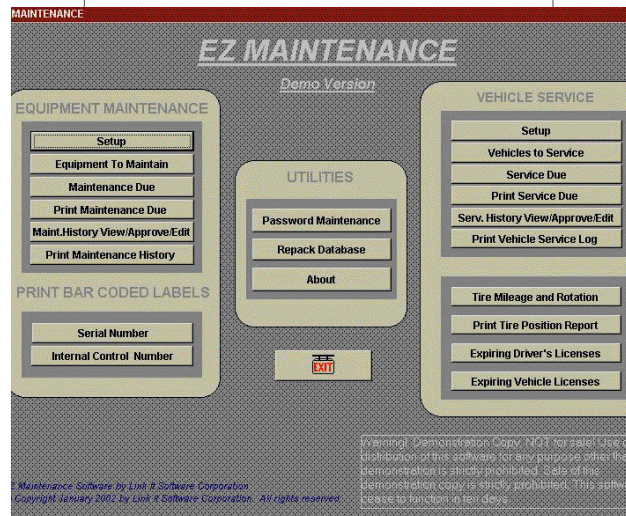 MAINTENANCE
EZ MAINTENANCE
Demo Version
EQUIPMENT MAINTENANCE
Setup
Equipment To Maintain
Maintenance Due
Print Maintenance Due
Maint.History View/Approve/Edit
Print Maintenance History
PRINT BAR CODED LABELS
Serial Number
Internal Control Number
UTILITIES
Password Maintenance
Repack Database
About
EXIT
VEHICLE SERVICE
Setup
Vehicles to Service
Service Due
Print Service Due
Serv. History View/Approve/Edit
Print Vehicle Service Log
Tire Mileage and Rotation
Print Tire Position Report
Expiring Driver's Licenses
Expiring Vehicle Licenses
Warning! Demonstration Copy. NOT for sale! Use
distribution of this software for any purpose other
demonstration is strictly prohibited. Sale of this
demonstration copy is strictly prohibited. This
cease to function in ten days.
Maintenance Software by Link It Software Corporation
Copyright January 2002 by Link It Software Corporation. All rights reserved.